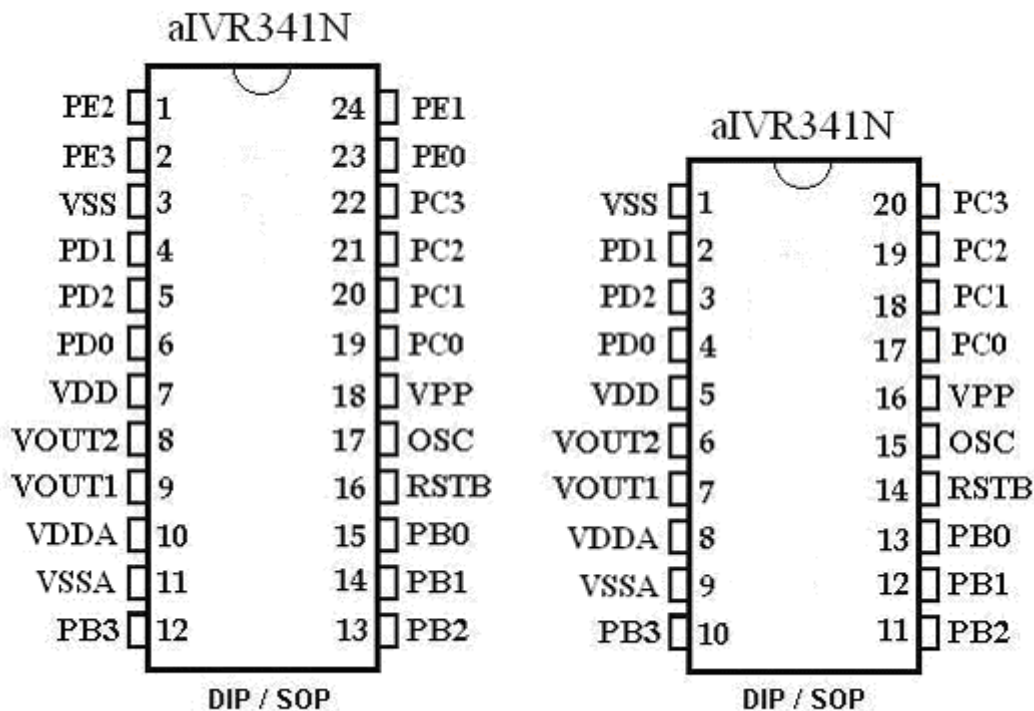 aIVR341N
PE2 1 24 PE1
PE3 2 23 PE0
VSS 3 22 PC3
PD1 4 21 PC2
PD2 5 20 PC1
PD0 6 19 PC0
VDD 7 18 VPP
VOUT2 8 17 OSC
VOUT1 9 16 RSTB
VDDA 10 15 PB0
VSSA 11 14 PB1
PB3 12 13 PB2
DIP / SOP
aIVR341N
VSS 1 20 PC3
PD1 2 19 PC2
PD2 3 18 PC1
PD0 4 17 PC0
VDD 5 16 VPP
VOUT2 6 15 OSC
VOUT1 7 14 RSTB
VDDA 8 13 PB0
VSSA 9 12 PB1
PB3 10 11 PB2
DIP / SOP